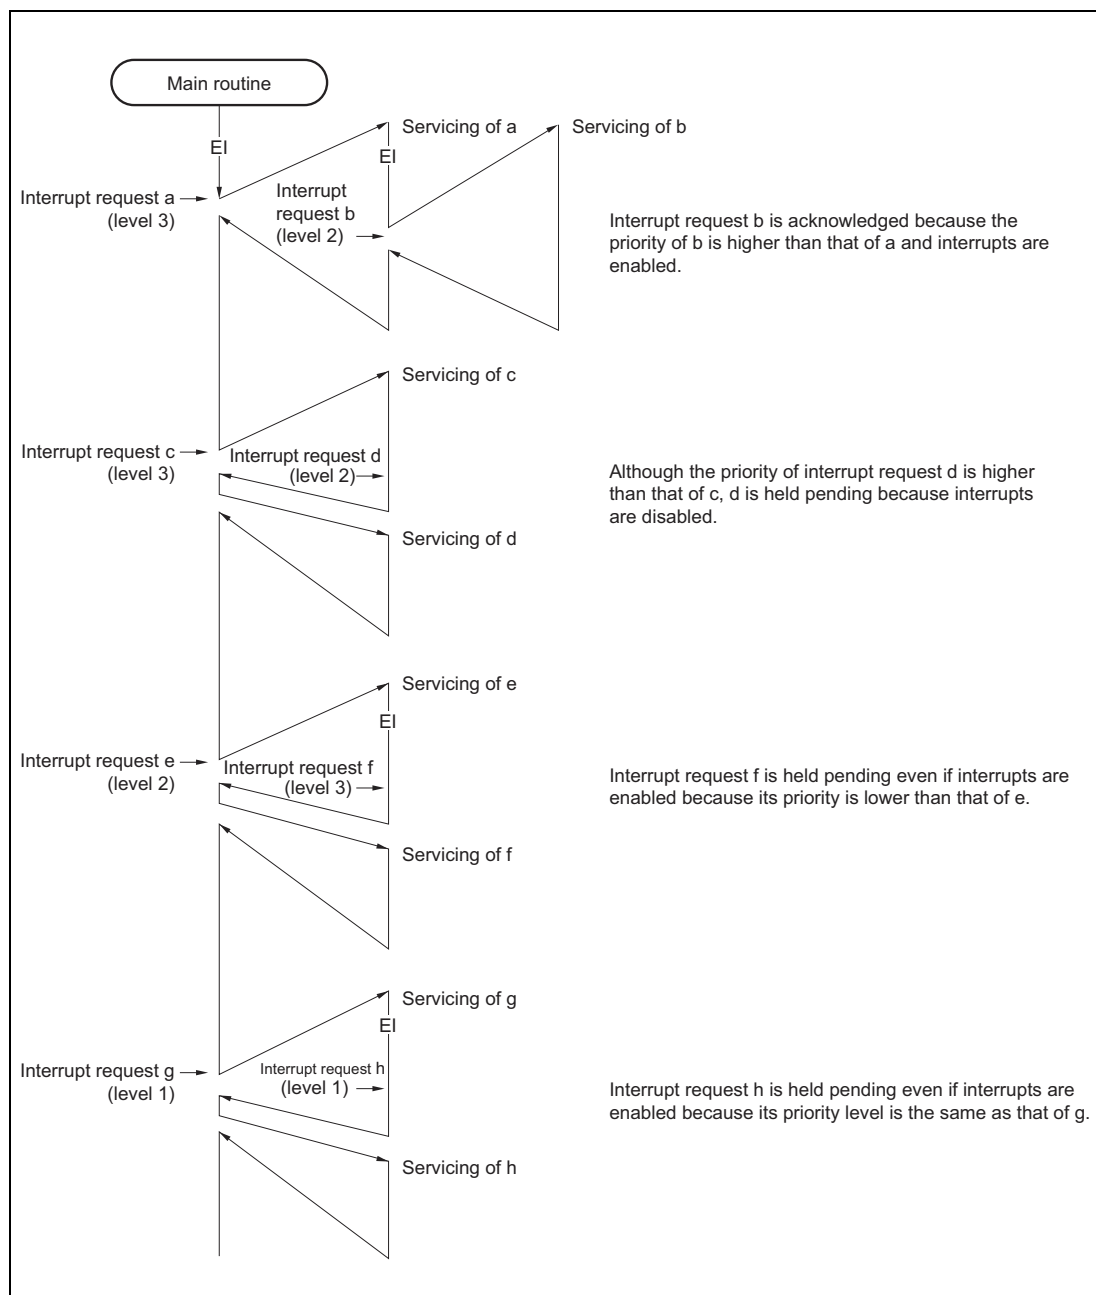 Main routine
EI
Servicing of a
Servicing of b
EI
Interrupt request a
(level 3)
Interrupt
request b
(level 2)
Interrupt request b is acknowledged because the
priority of b is higher than that of a and interrupts are
enabled.
Servicing of c
Interrupt request c
(level 3)
Interrupt request d
(level 2)
Although the priority of interrupt request d is higher
than that of c, d is held pending because interrupts
are disabled.
Servicing of d
Servicing of e
EI
Interrupt request e
(level 2)
Interrupt request f
(level 3)
Interrupt request f is held pending even if interrupts are
enabled because its priority is lower than that of e.
Servicing of f
Servicing of g
EI
Interrupt request g
(level 1)
Interrupt request h
(level 1)
Interrupt request h is held pending even if interrupts are
enabled because its priority level is the same as that of g.
Servicing of h